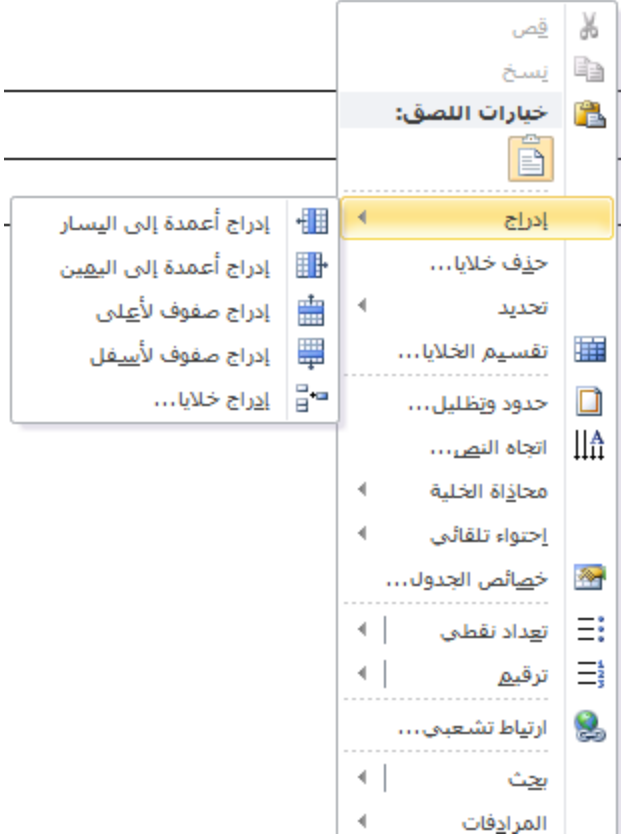 قص
نسخ
خيارات اللصق:
إدراج
حذف خلايا...
تحديد
تقسيم الخلايا...
حدود وتظليل...
اتجاه النص...
محاذاة الخلية
إحتواء تلقائي
خصائص الجدول...
تعداد نقطي
ترقيم
ارتباط تشعبي...
بحث
المرادفات
إدراج أعمدة إلى اليسار
إدراج أعمدة إلى اليمين
إدراج صفوف لأعلى
إدراج صفوف لأسفل
إدراج خلايا...